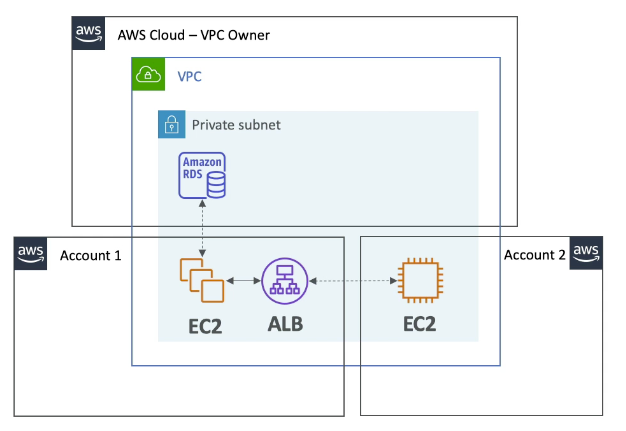 aws
AWS Cloud – VPC Owner
VPC
Private subnet
Amazon
RDS
aws
Account 1
Account 2
aws
EC2
ALB
EC2